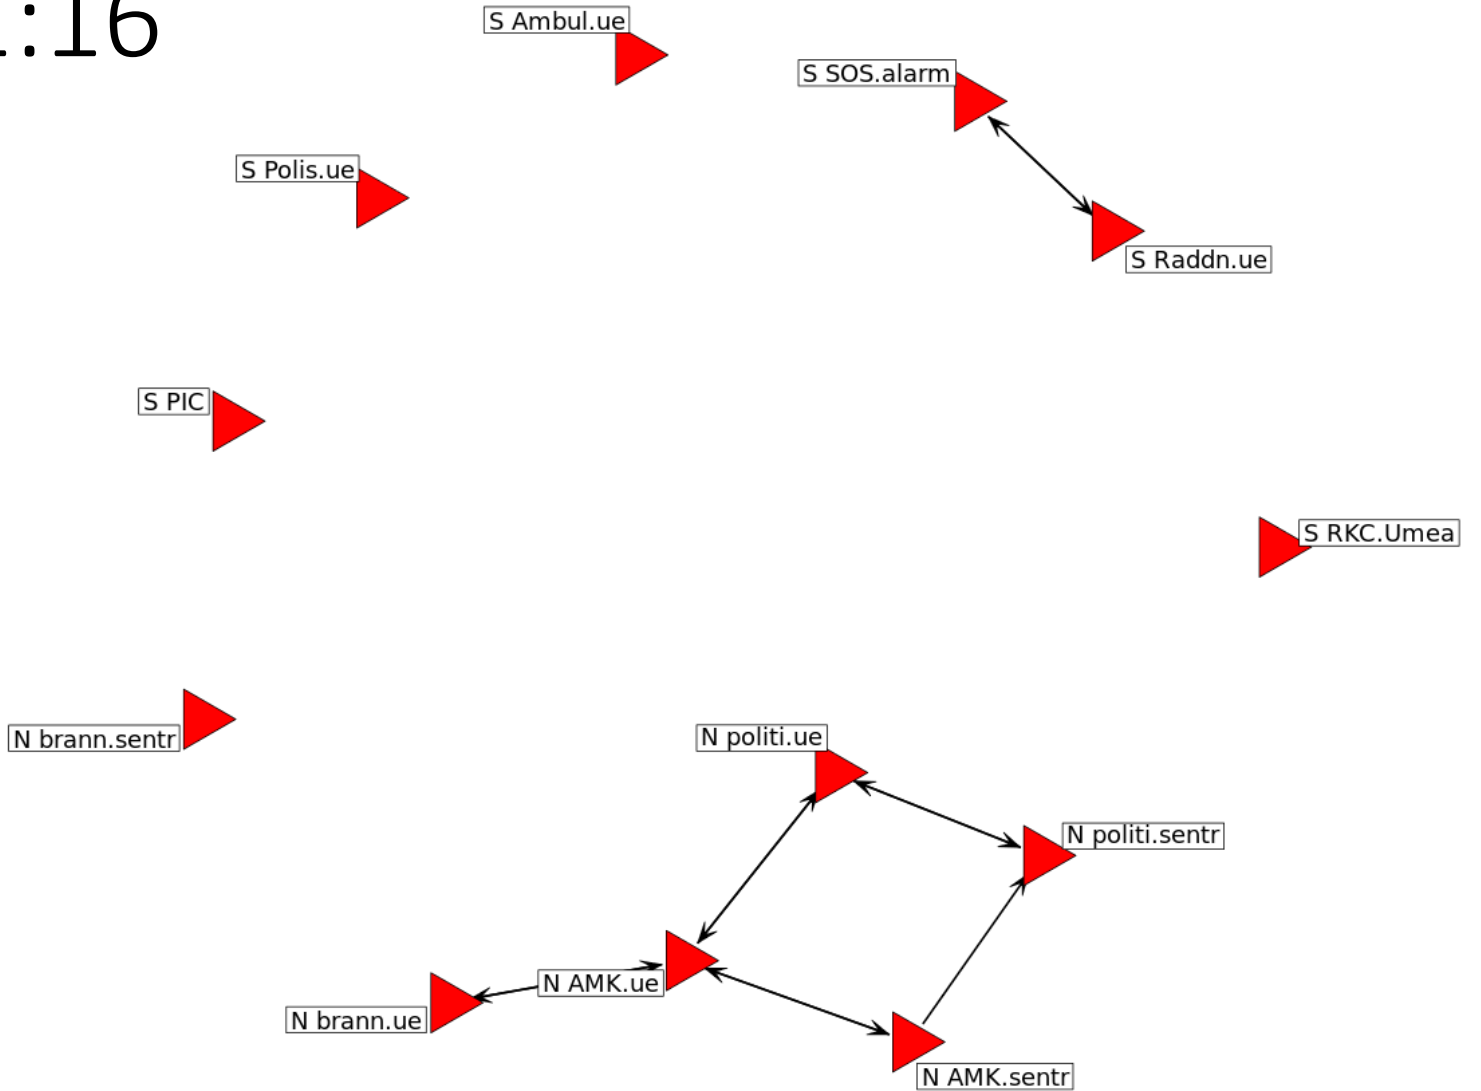 :16
S Ambul.ue
S SOS.alarm
S Polis.ue
S Raddn.ue
S PIC
S RKC.Umea
N brann.sentr
N politi.ue
N politi.sentr
N AMK.ue
N brann.ue
N AMK.sentr